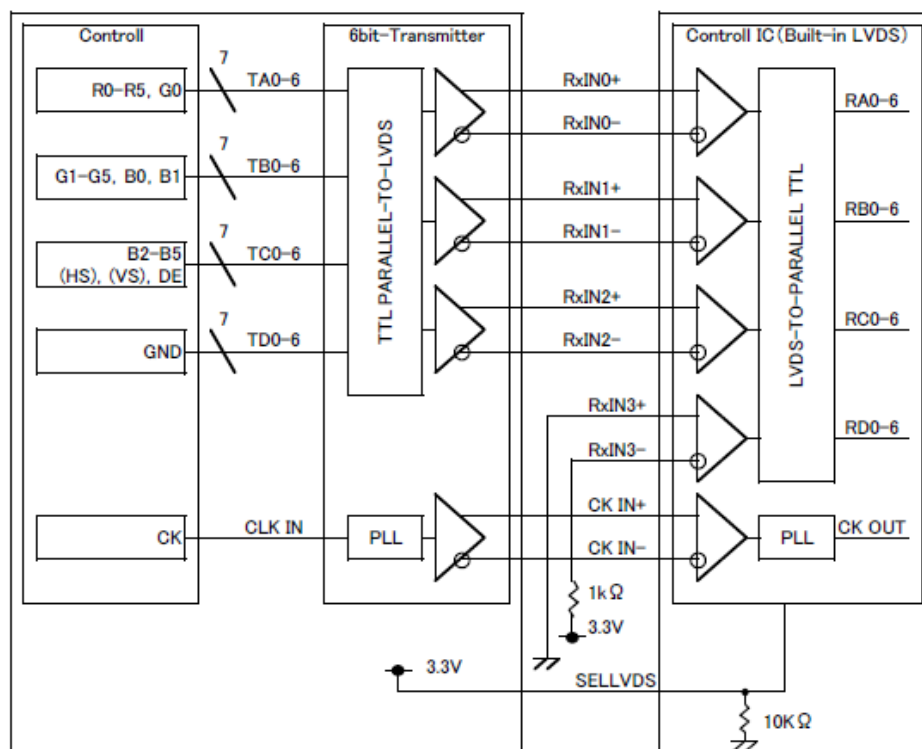 Controll
6bit-Transmitter
Controll IC(Built-in LVDS)
R0-R5, G0
7
TA0-6
RxIN0+
RxIN0-
RA0-6
G1-G5, B0, B1
7
TB0-6
RxIN1+
RxIN1-
RB0-6
B2-B5
(HS), (VS), DE
7
TC0-6
RxIN2+
RxIN2-
RC0-6
GND
7
TD0-6
RxIN3+
RxIN3-
RD0-6
TTL PARALLEL-TO-LVDS
LVDS-TO-PARALLEL TTL
CK
CLK IN
PLL
CK IN+
CK IN-
PLL
CK OUT
1kΩ
3.3V
3.3V
SELLVDS
10KΩ